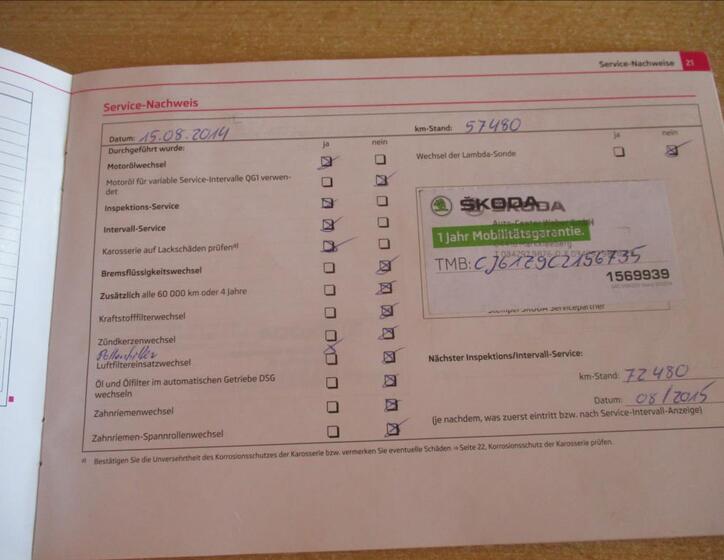 Service-Nachweise 21
Service-Nachweis
Datum: 15.08.2014
km-Stand: 57480
Durchgeführt wurde: ja nein
ja nein
Motorölwechsel
Wechsel der Lambda-Sonde
Motoröl für variable Service-Intervalle QG1 verwen-
det
Inspektions-Service
Intervall-Service
Karosserie auf Lackschäden prüfen a)
Bremsflüssigkeitswechsel
Zusätzlich alle 60 000 km oder 4 Jahre
Kraftstofffilterwechsel
Zündkerzenwechsel
Pollenfilter
Luftfiltereinsatzwechsel
Öl und Ölfilter im automatischen Getriebe DSG
wechseln
Zahnriemenwechsel
Zahnriemen-Spannrollenwechsel
ŠKODA
ŠKODA
1 Jahr Mobilitätsgarantie.
TMB: CJ6129C2156735
1569939
Stempel ŠKODA Servicepartner
Nächster Inspektions/Intervall-Service:
km-Stand: 72480
Datum: 08/2015
(je nachdem, was zuerst eintritt bzw. nach Service-Intervall-Anzeige)
a) Bestätigen Sie die Unversehrtheit des Korrosionsschutzes der Karosserie bzw. vermerken Sie eventuelle Schäden ⇒ Seite 22, Korrosionsschutz der Karosserie prüfen.